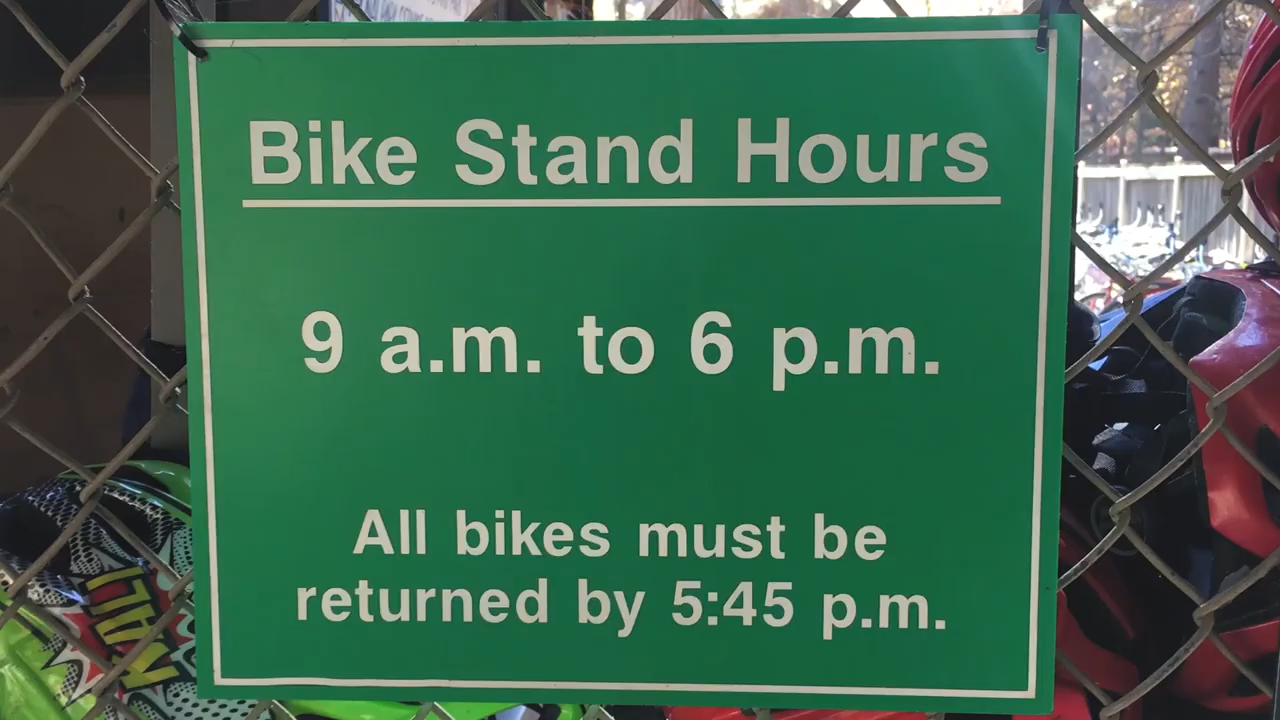 Bike Stand Hours
9 a.m. to 6 p.m.
All bikes must be
returned by 5:45 p.m.